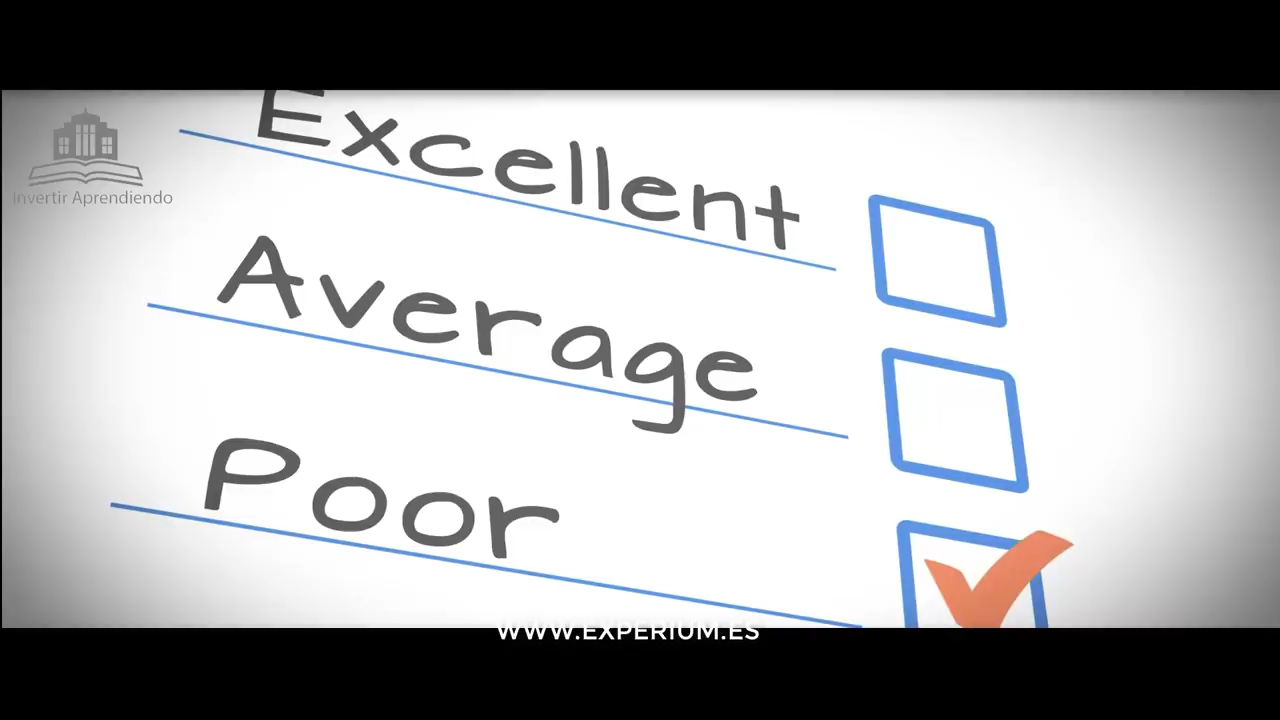 Excellent
Invertir Aprendiendo
Average
Poor
WWW.EXPERIUM.ES